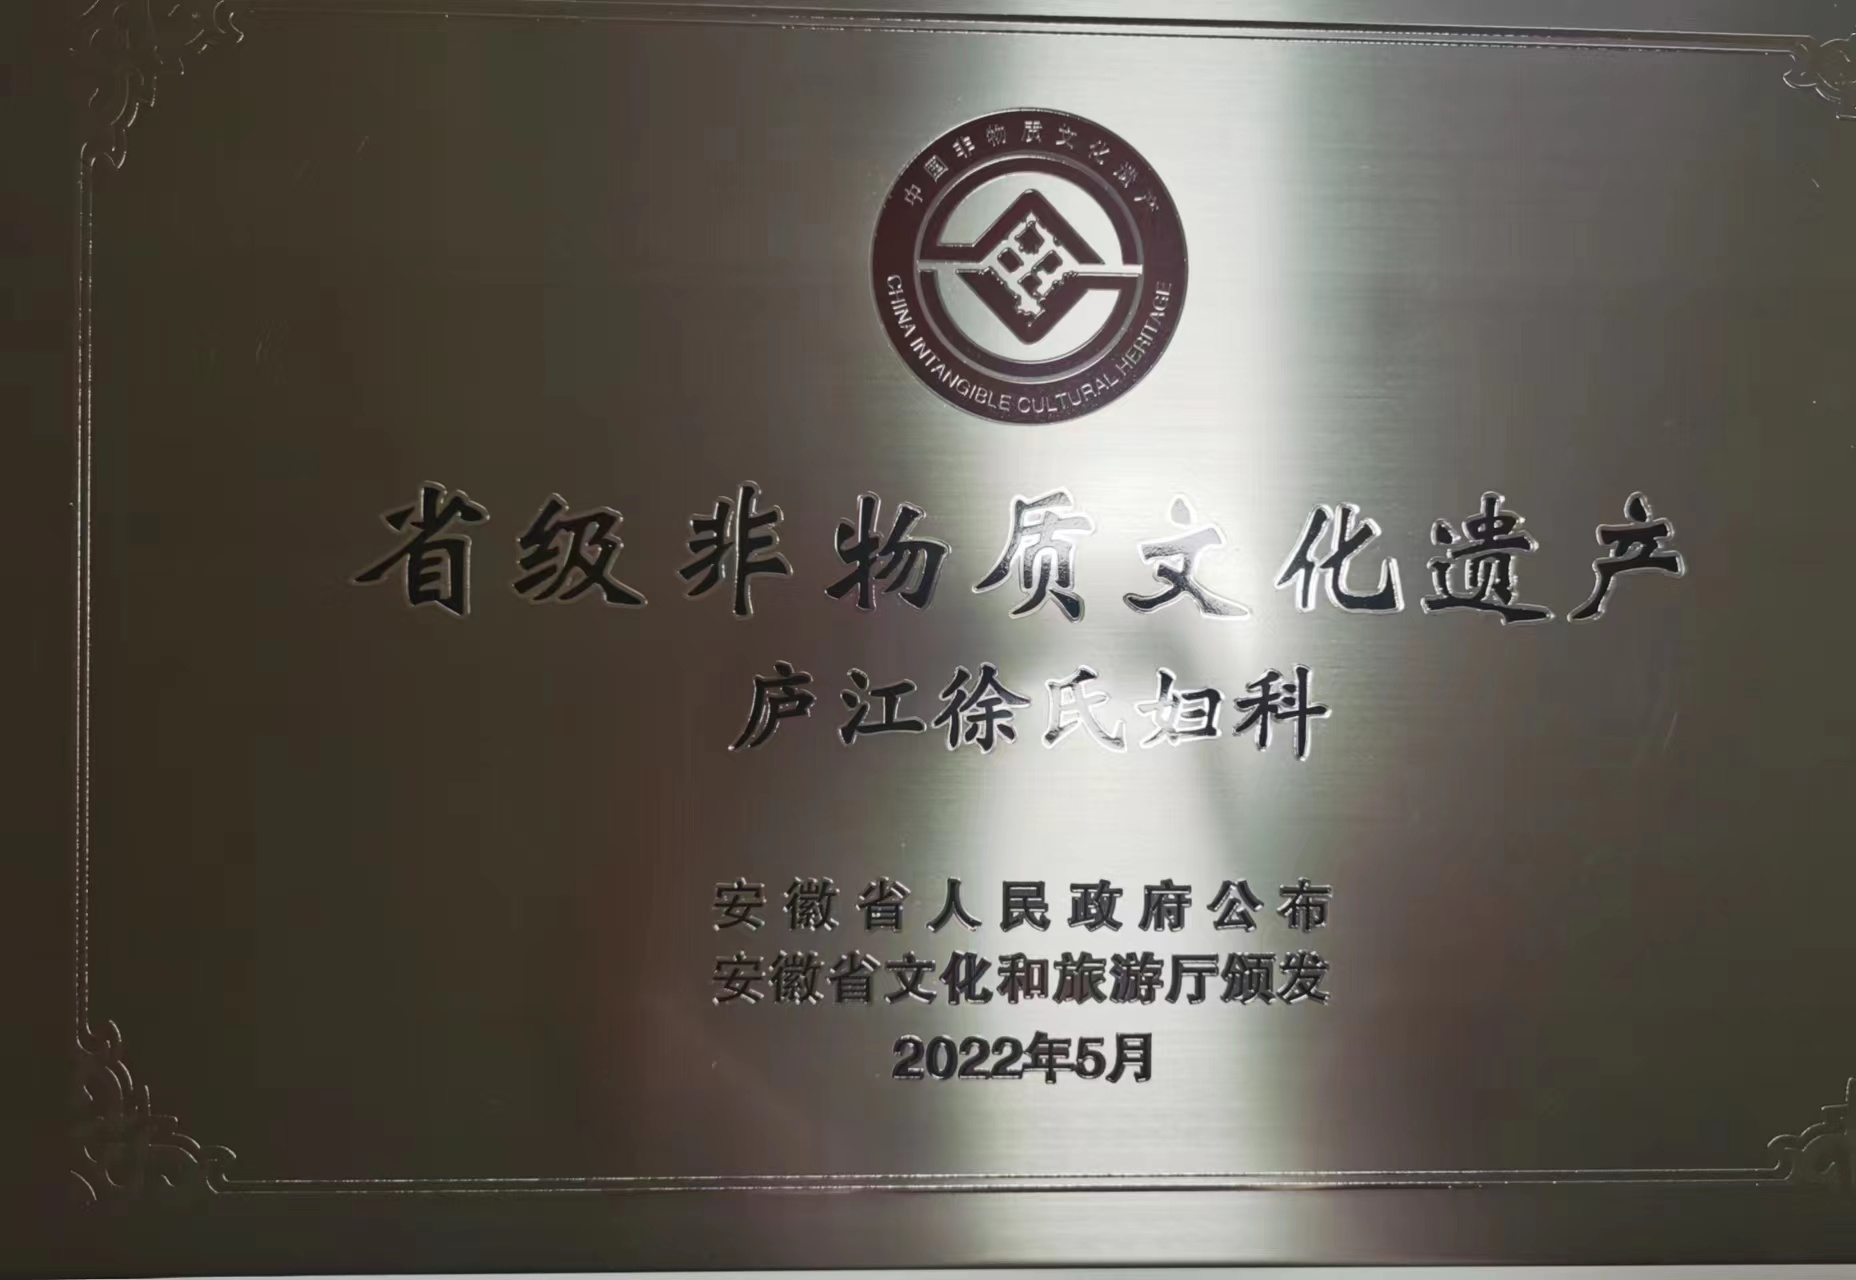 中国非物质文化遗产
CHINA INTANGIBLE CULTURAL HERITAGE
省级非物质文化遗产
庐江徐氏妇科
安徽省人民政府公布
安徽省文化和旅游厅颁发
2022年5月